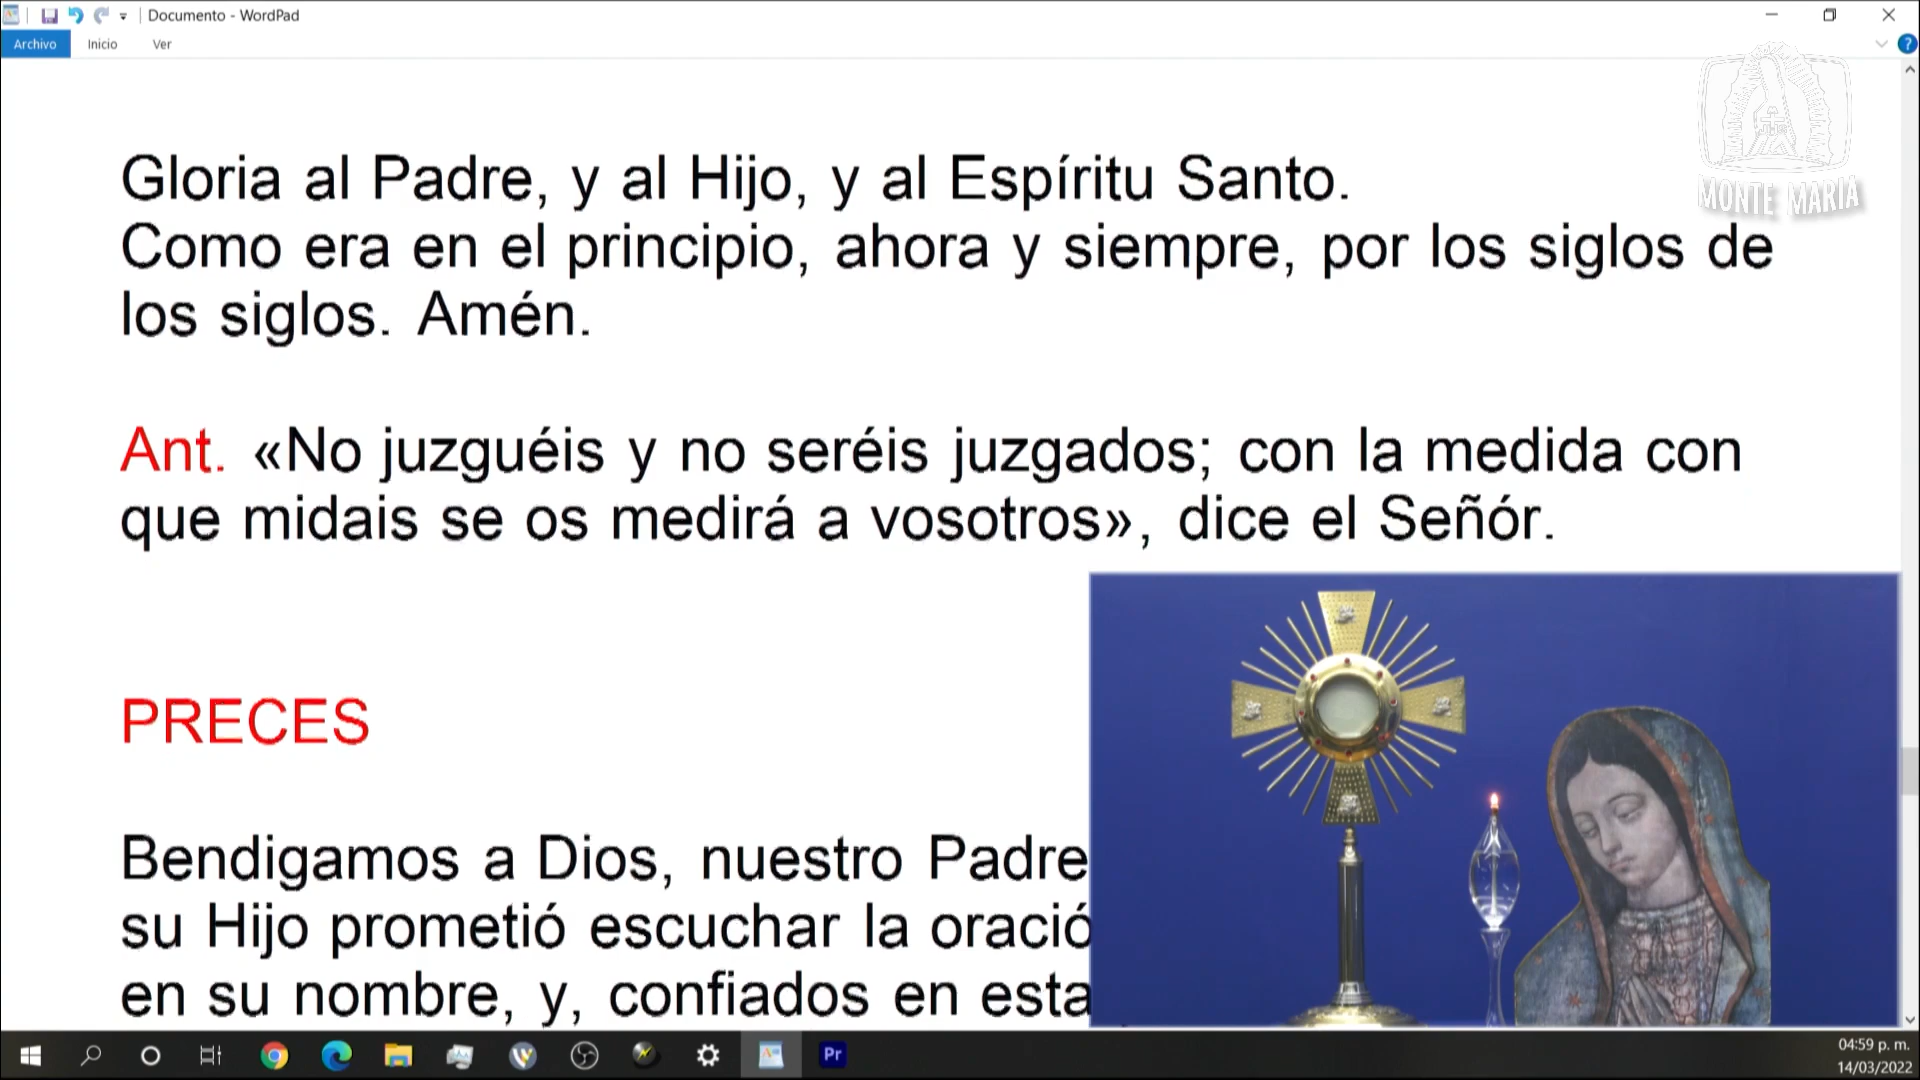 Documento - WordPad
Archivo Inicio Ver
MONTE MARIA
Gloria al Padre, y al Hijo, y al Espíritu Santo.
Como era en el principio, ahora y siempre, por los siglos de
los siglos. Amén.
Ant. «No juzguéis y no seréis juzgados; con la medida con
que midais se os medirá a vosotros», dice el Señór.
PRECES
Bendigamos a Dios, nuestro Padre
su Hijo prometió escuchar la oració
en su nombre, y, confiados en esta
Pr
04:59 p. m.
14/03/2022